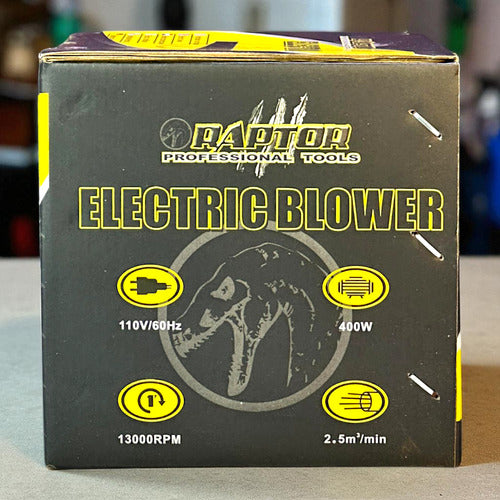 RAPTOR
PROFESSIONAL TOOLS
ELECTRIC BLOWER
110V/60Hz
400W
13000RPM
2.5m³/min